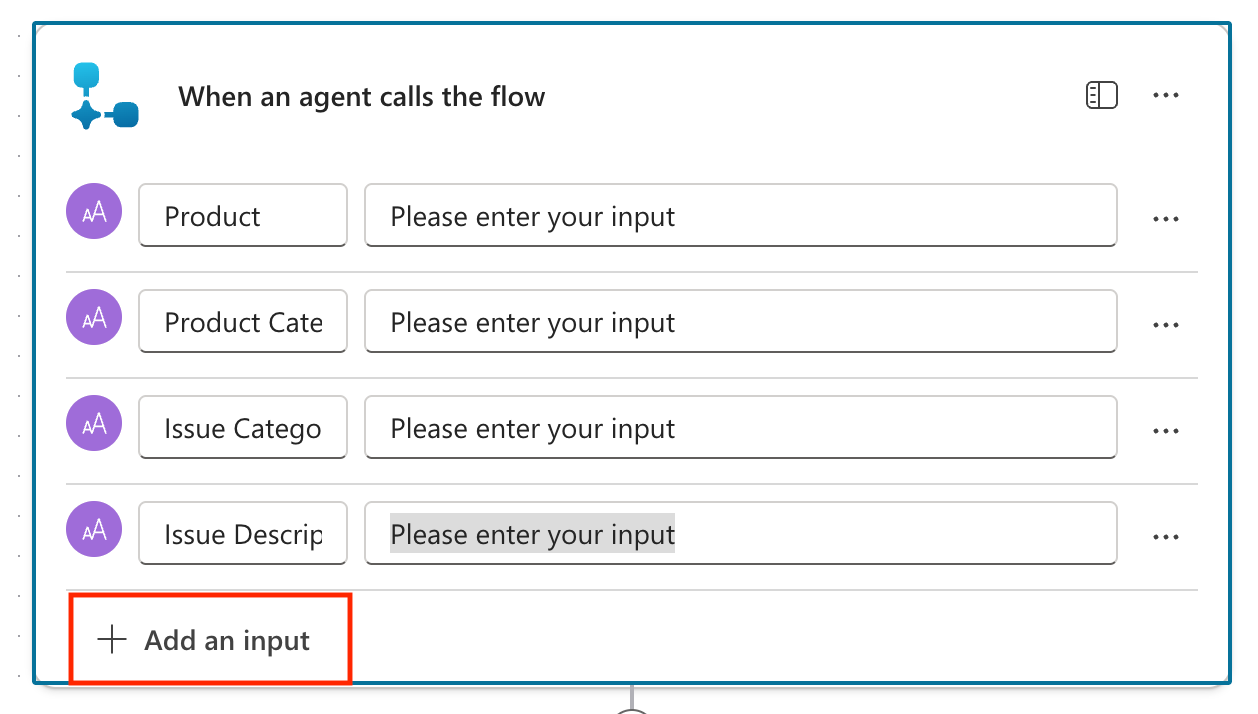 When an agent calls the flow
Product Please enter your input
Product Cate Please enter your input
Issue Catego Please enter your input
Issue Descrip Please enter your input
Add an input